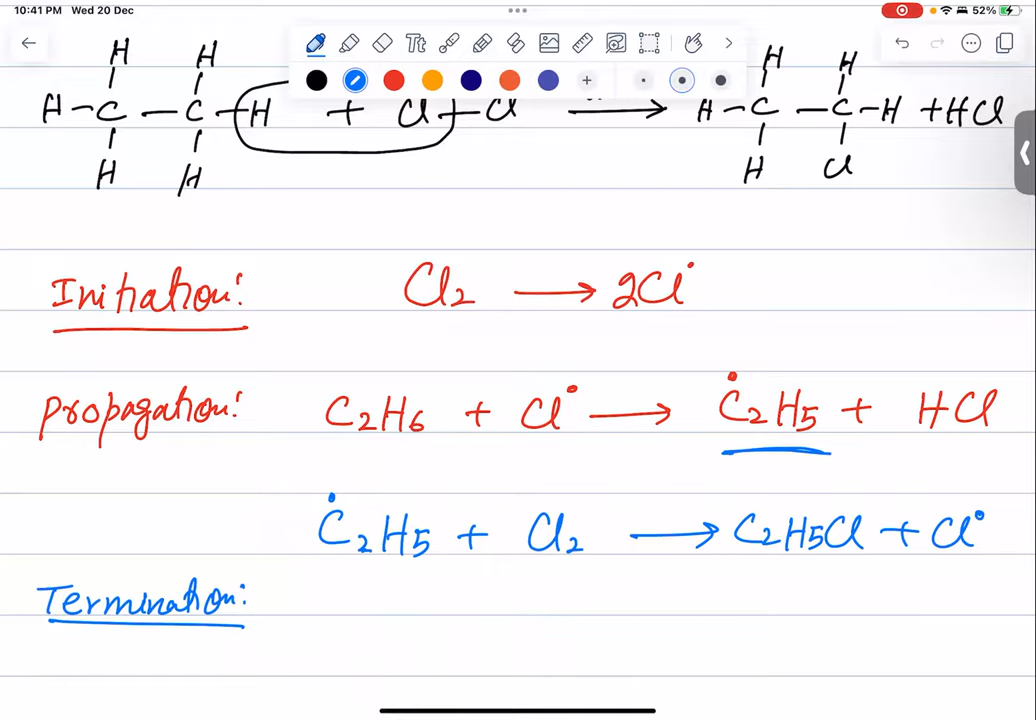 10:41 PM Wed 20 Dec
52%
Tt
H H H H
H-C-C-H + Cl-Cl → H-C-C-H + HCl
H H H Cl
Initiation: Cl2 → 2Cl•
Propagation: C2H6 + Cl• → •C2H5 + HCl
•C2H5 + Cl2 → C2H5Cl + Cl•
Termination: